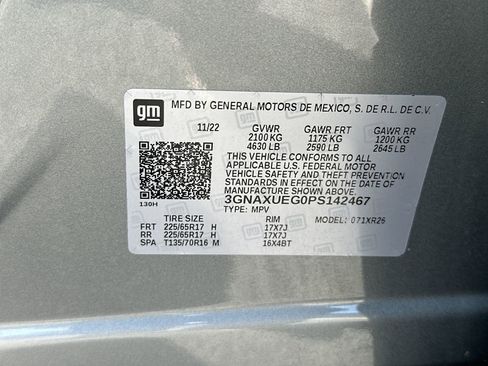 gm MFD BY GENERAL MOTORS DE MEXICO, S. DE R.L. DE C.V.
11/22 GVWR GAWR FRT GAWR RR
2100 KG 1175 KG 1200 KG
4630 LB 2590 LB 2645 LB
THIS VEHICLE CONFORMS TO ALL
APPLICABLE U.S. FEDERAL MOTOR
VEHICLE SAFETY AND THEFT PREVENTION
STANDARDS IN EFFECT ON THE DATE OF
MANUFACTURE SHOWN ABOVE.
3GNAXUEG0PS142467
130H TYPE: MPV MODEL: 071XR26
TIRE SIZE RIM
FRT 225/65R17 H 17X7J
RR 225/65R17 H 17X7J
SPA T135/70R16 M 16X4BT